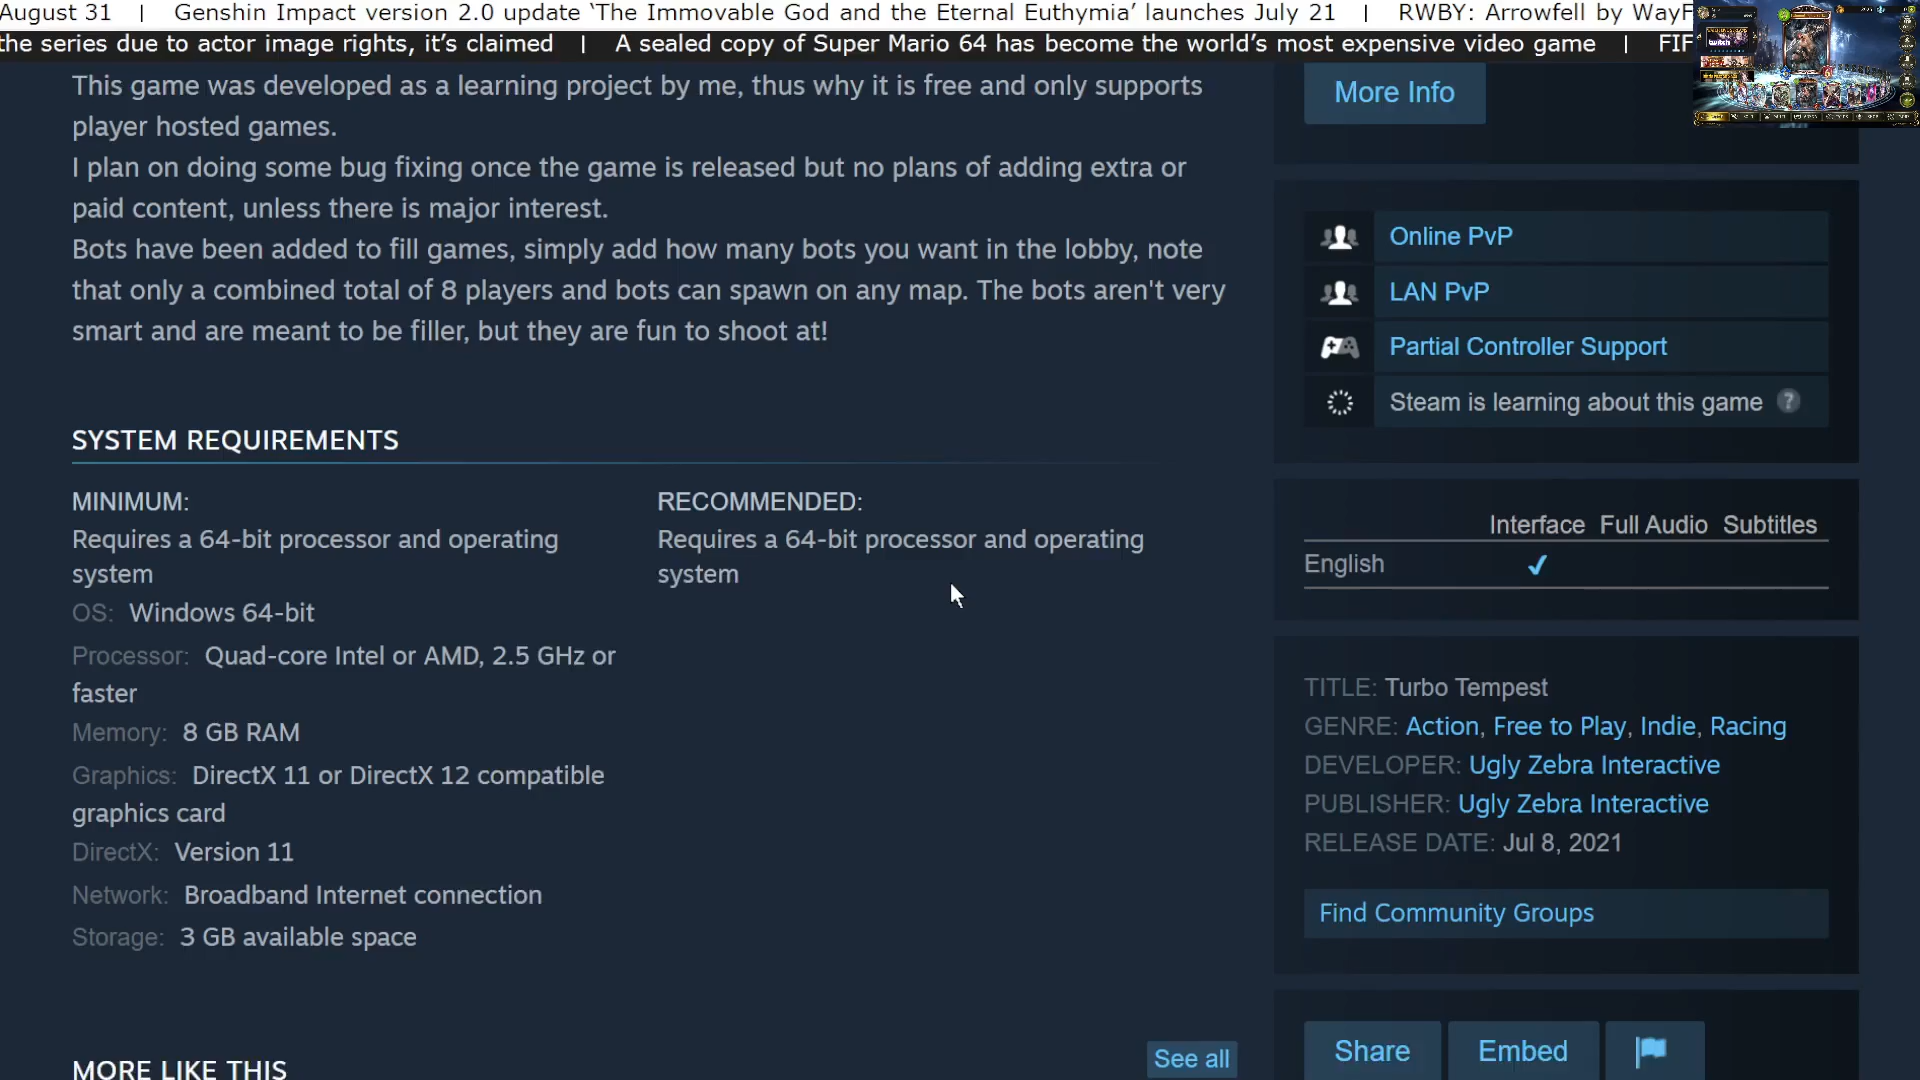 August 31 | Genshin Impact version 2.0 update ‘The Immovable God and the Eternal Euthymia’ launches July 21 | RWBY: Arrowfell by WayF
the series due to actor image rights, it’s claimed | A sealed copy of Super Mario 64 has become the world’s most expensive video game | FIF
This game was developed as a learning project by me, thus why it is free and only supports
player hosted games.
I plan on doing some bug fixing once the game is released but no plans of adding extra or
paid content, unless there is major interest.
Bots have been added to fill games, simply add how many bots you want in the lobby, note
that only a combined total of 8 players and bots can spawn on any map. The bots aren't very
smart and are meant to be filler, but they are fun to shoot at!
SYSTEM REQUIREMENTS
MINIMUM:
Requires a 64-bit processor and operating
system
OS: Windows 64-bit
Processor: Quad-core Intel or AMD, 2.5 GHz or
faster
Memory: 8 GB RAM
Graphics: DirectX 11 or DirectX 12 compatible
graphics card
DirectX: Version 11
Network: Broadband Internet connection
Storage: 3 GB available space
RECOMMENDED:
Requires a 64-bit processor and operating
system
MORE LIKE THIS
See all
More Info
Online PvP
LAN PvP
Partial Controller Support
Steam is learning about this game ?
Interface Full Audio Subtitles
English ✓
TITLE: Turbo Tempest
GENRE: Action, Free to Play, Indie, Racing
DEVELOPER: Ugly Zebra Interactive
PUBLISHER: Ugly Zebra Interactive
RELEASE DATE: Jul 8, 2021
Find Community Groups
Share Embed